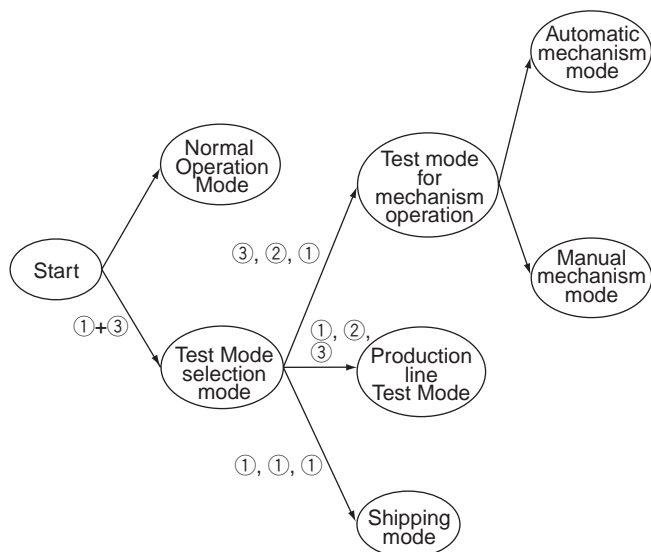 Automatic
mechanism
mode
Normal
Operation
Mode
Test mode
for
mechanism
operation
③, ②, ①
Start
Manual
mechanism
mode
①+③
①, ②,
③
Test Mode
selection
mode
Production
line
Test Mode
①, ①, ①
Shipping
mode